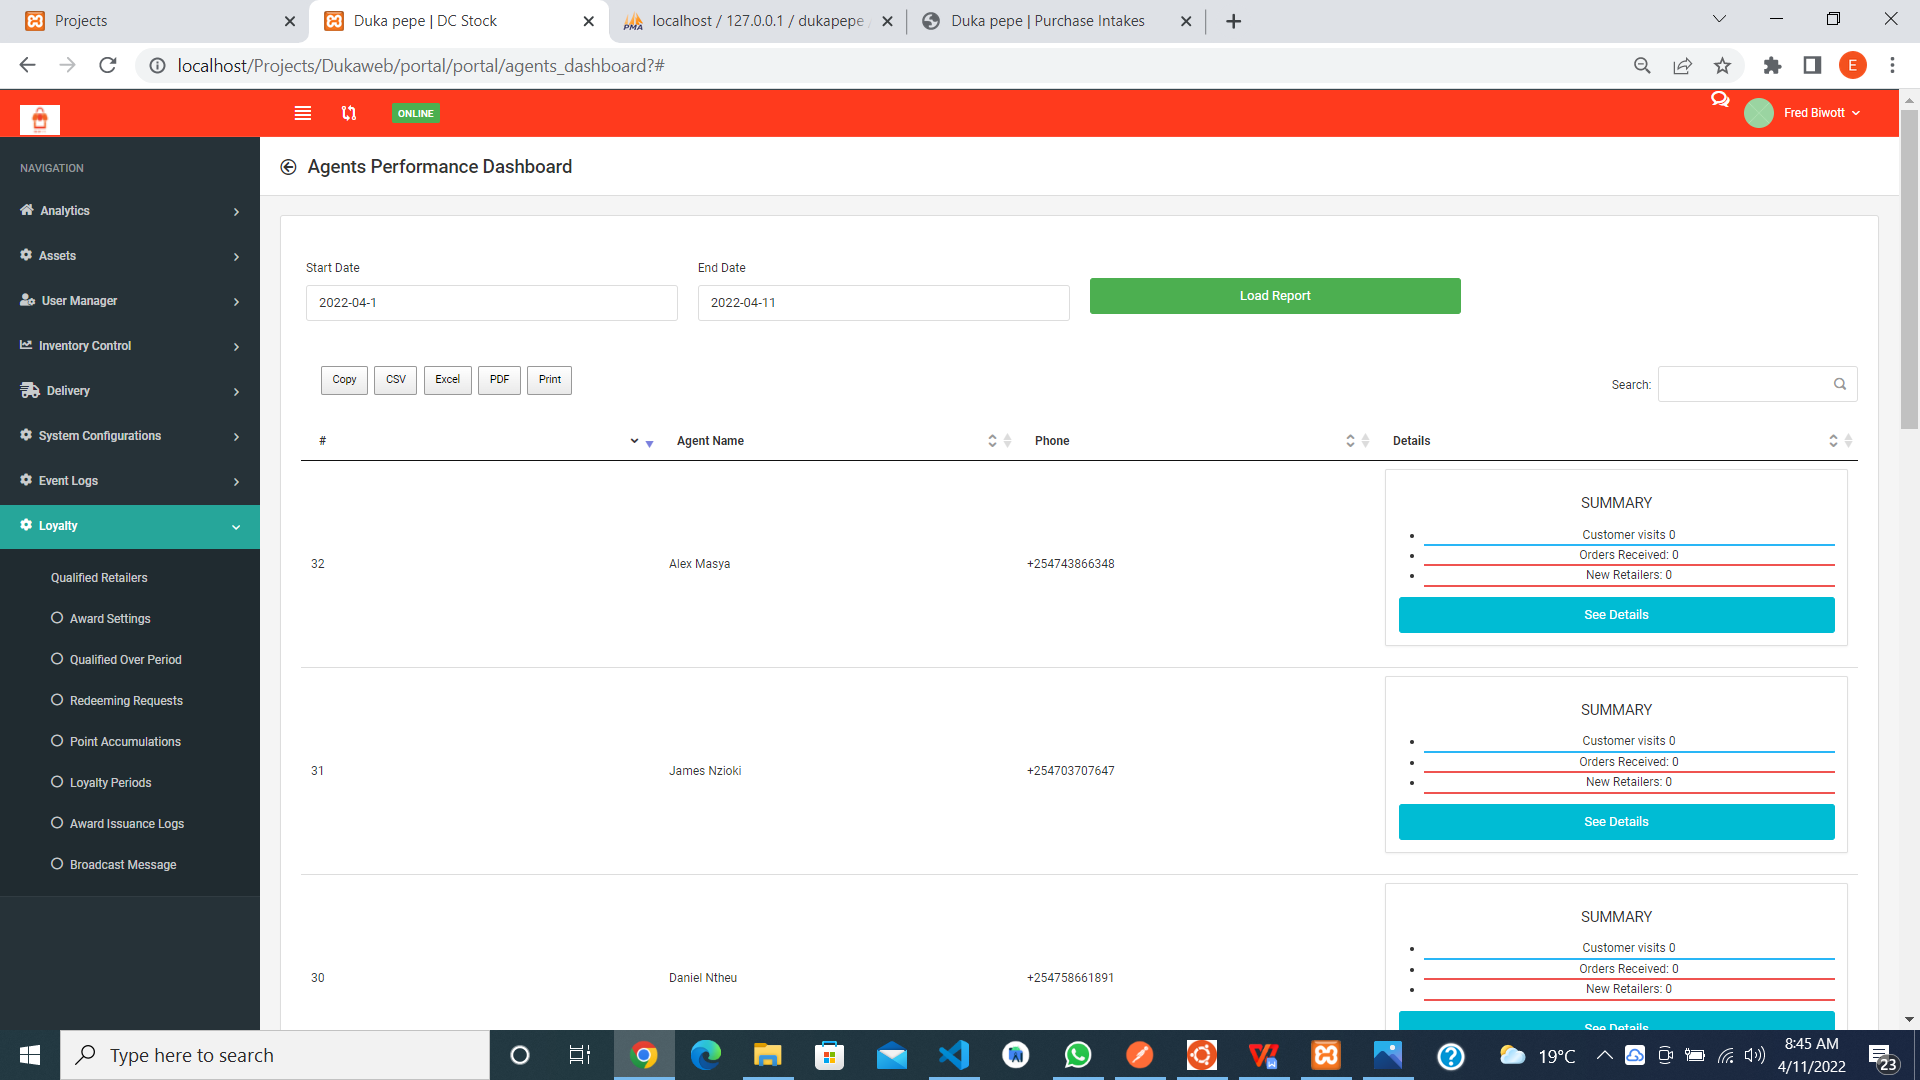 Projects
Duka pepe | DC Stock
localhost / 127.0.0.1 / dukapepe
Duka pepe | Purchase Intakes
localhost/Projects/Dukaweb/portal/portal/agents_dashboard?#
E
ONLINE
Fred Biwott
NAVIGATION
Analytics
Assets
User Manager
Inventory Control
Delivery
System Configurations
Event Logs
Loyalty
Qualified Retailers
Award Settings
Qualified Over Period
Redeeming Requests
Point Accumulations
Loyalty Periods
Award Issuance Logs
Broadcast Message
Agents Performance Dashboard
Start Date
End Date
2022-04-1
2022-04-11
Load Report
Copy CSV Excel PDF Print
Search:
# Agent Name Phone Details
32 Alex Masya +254743866348
SUMMARY
Customer visits 0
Orders Received: 0
New Retailers: 0
See Details
31 James Nzioki +254703707647
SUMMARY
Customer visits 0
Orders Received: 0
New Retailers: 0
See Details
30 Daniel Ntheu +254758661891
SUMMARY
Customer visits 0
Orders Received: 0
New Retailers: 0
See Details
Type here to search
19°C
8:45 AM
4/11/2022
23